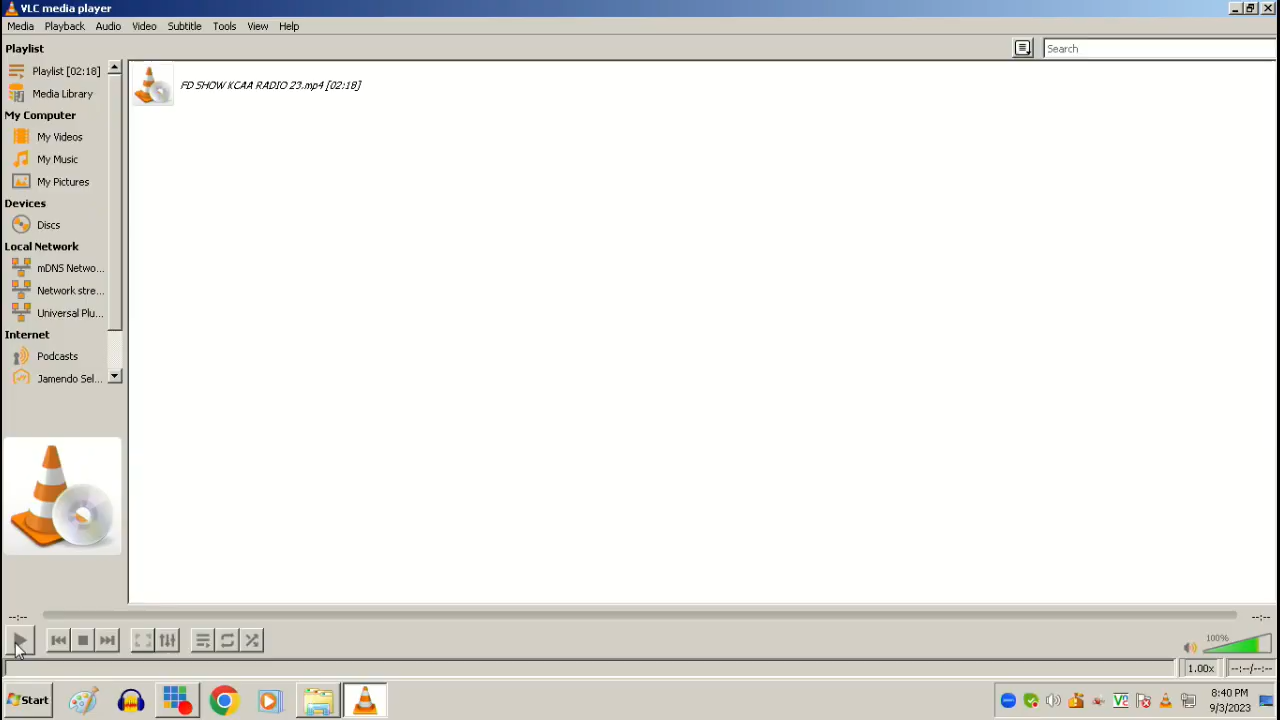 VLC media player
Media Playback Audio Video Subtitle Tools View Help
Playlist
Search
Playlist [02:18]
FD SHOW KCAA RADIO 23.mp4 [02:18]
Media Library
My Computer
My Videos
My Music
My Pictures
Devices
Discs
Local Network
mDNS Netwo...
Network stre...
Universal Plu...
Internet
Podcasts
Jamendo Sel...
--:-- --:--
100%
1.00x --:--/--:--
Start
8:40 PM
9/3/2023